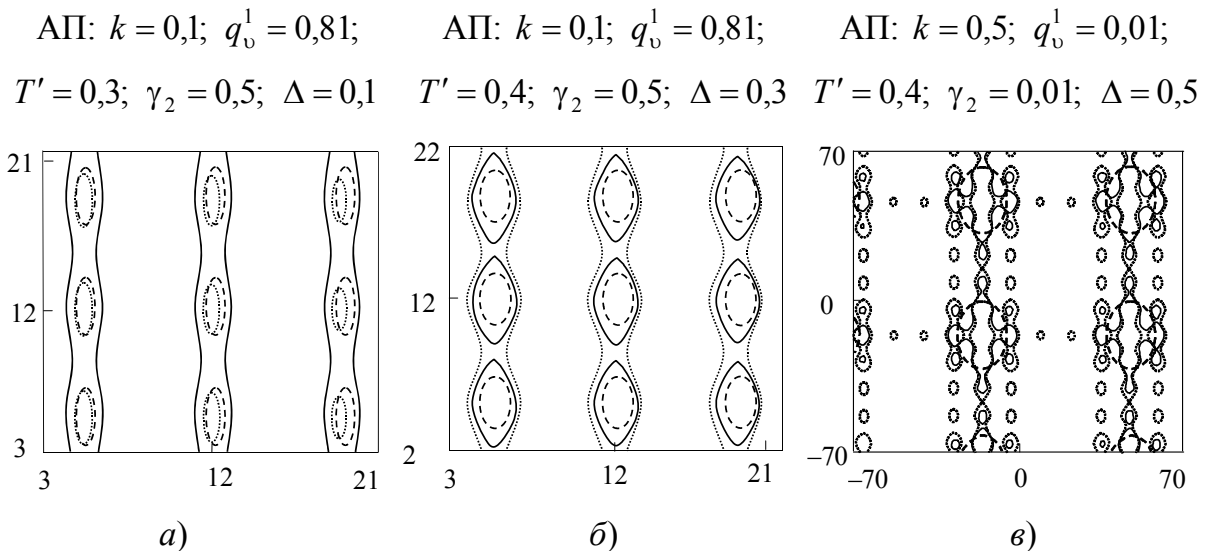 АП: k = 0,1; q_υ^1 = 0,81;
T′ = 0,3; γ_2 = 0,5; Δ = 0,1
21
12
3
3 12 21
а)
АП: k = 0,1; q_υ^1 = 0,81;
T′ = 0,4; γ_2 = 0,5; Δ = 0,3
22
12
2
3 12 21
б)
АП: k = 0,5; q_υ^1 = 0,01;
T′ = 0,4; γ_2 = 0,01; Δ = 0,5
70
0
–70
–70 0 70
в)